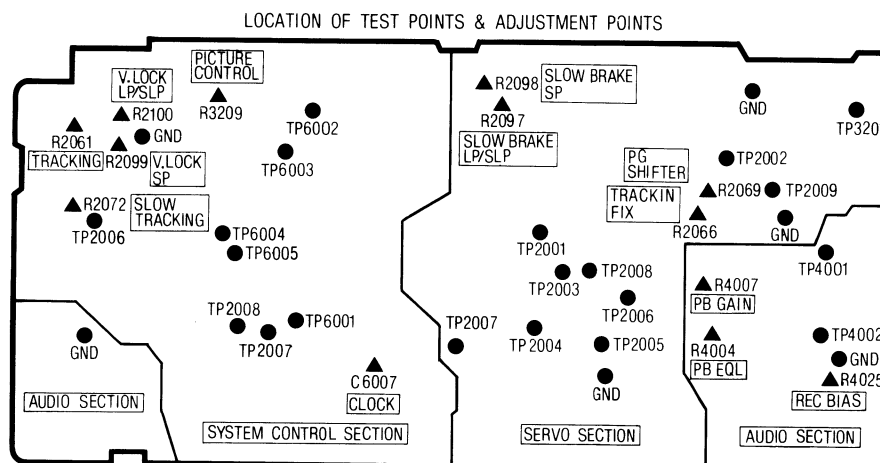 LOCATION OF TEST POINTS & ADJUSTMENT POINTS
PICTURE
CONTROL
R3209
V.LOCK
LP/SLP
R2100
R2061
TRACKING
GND
R2099
V.LOCK
SP
TP6002
TP6003
R2072
SLOW
TRACKING
TP2006
TP6004
TP6005
TP2008
TP2007
TP6001
GND
C6007
CLOCK
AUDIO SECTION
SYSTEM CONTROL SECTION
R2098
SLOW BRAKE
SP
R2097
SLOW BRAKE
LP/SLP
GND
TP320
PG
SHIFTER
TP2002
TRACKIN
FIX
R2069
TP2009
R2066
GND
TP2001
TP2003
TP2008
TP2006
TP2007
TP2004
TP2005
GND
SERVO SECTION
TP4001
R4007
PB GAIN
R4004
PB EQL
TP4002
GND
R4025
REC BIAS
AUDIO SECTION